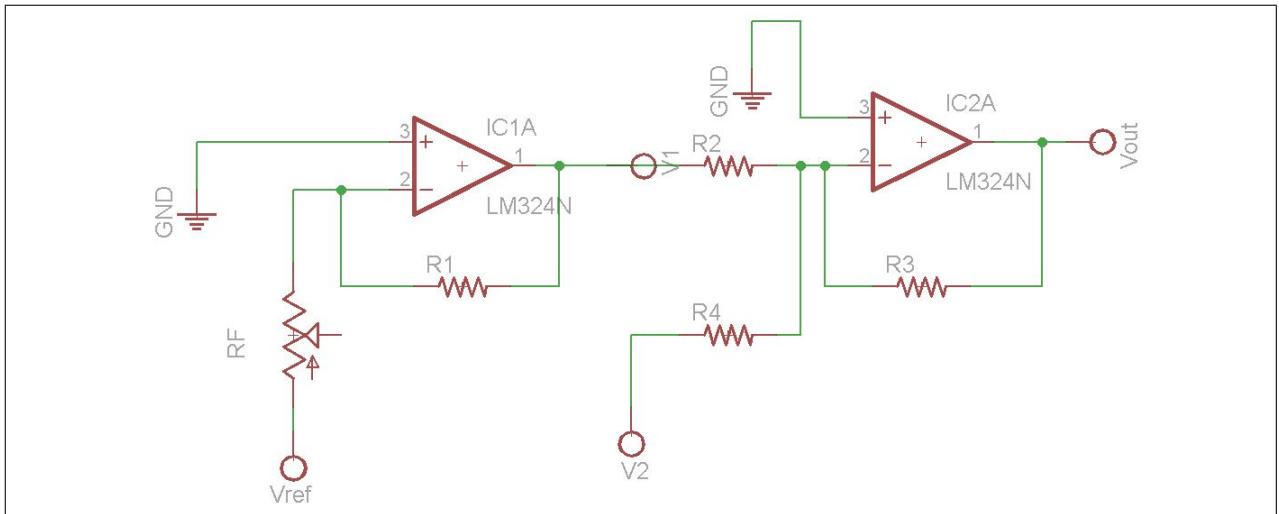 GND
3
+
2
−
1
IC1A
LM324N
R1
RF
Vref
V1
R2
R4
V2
GND
3
+
2
−
1
IC2A
LM324N
R3
Vout